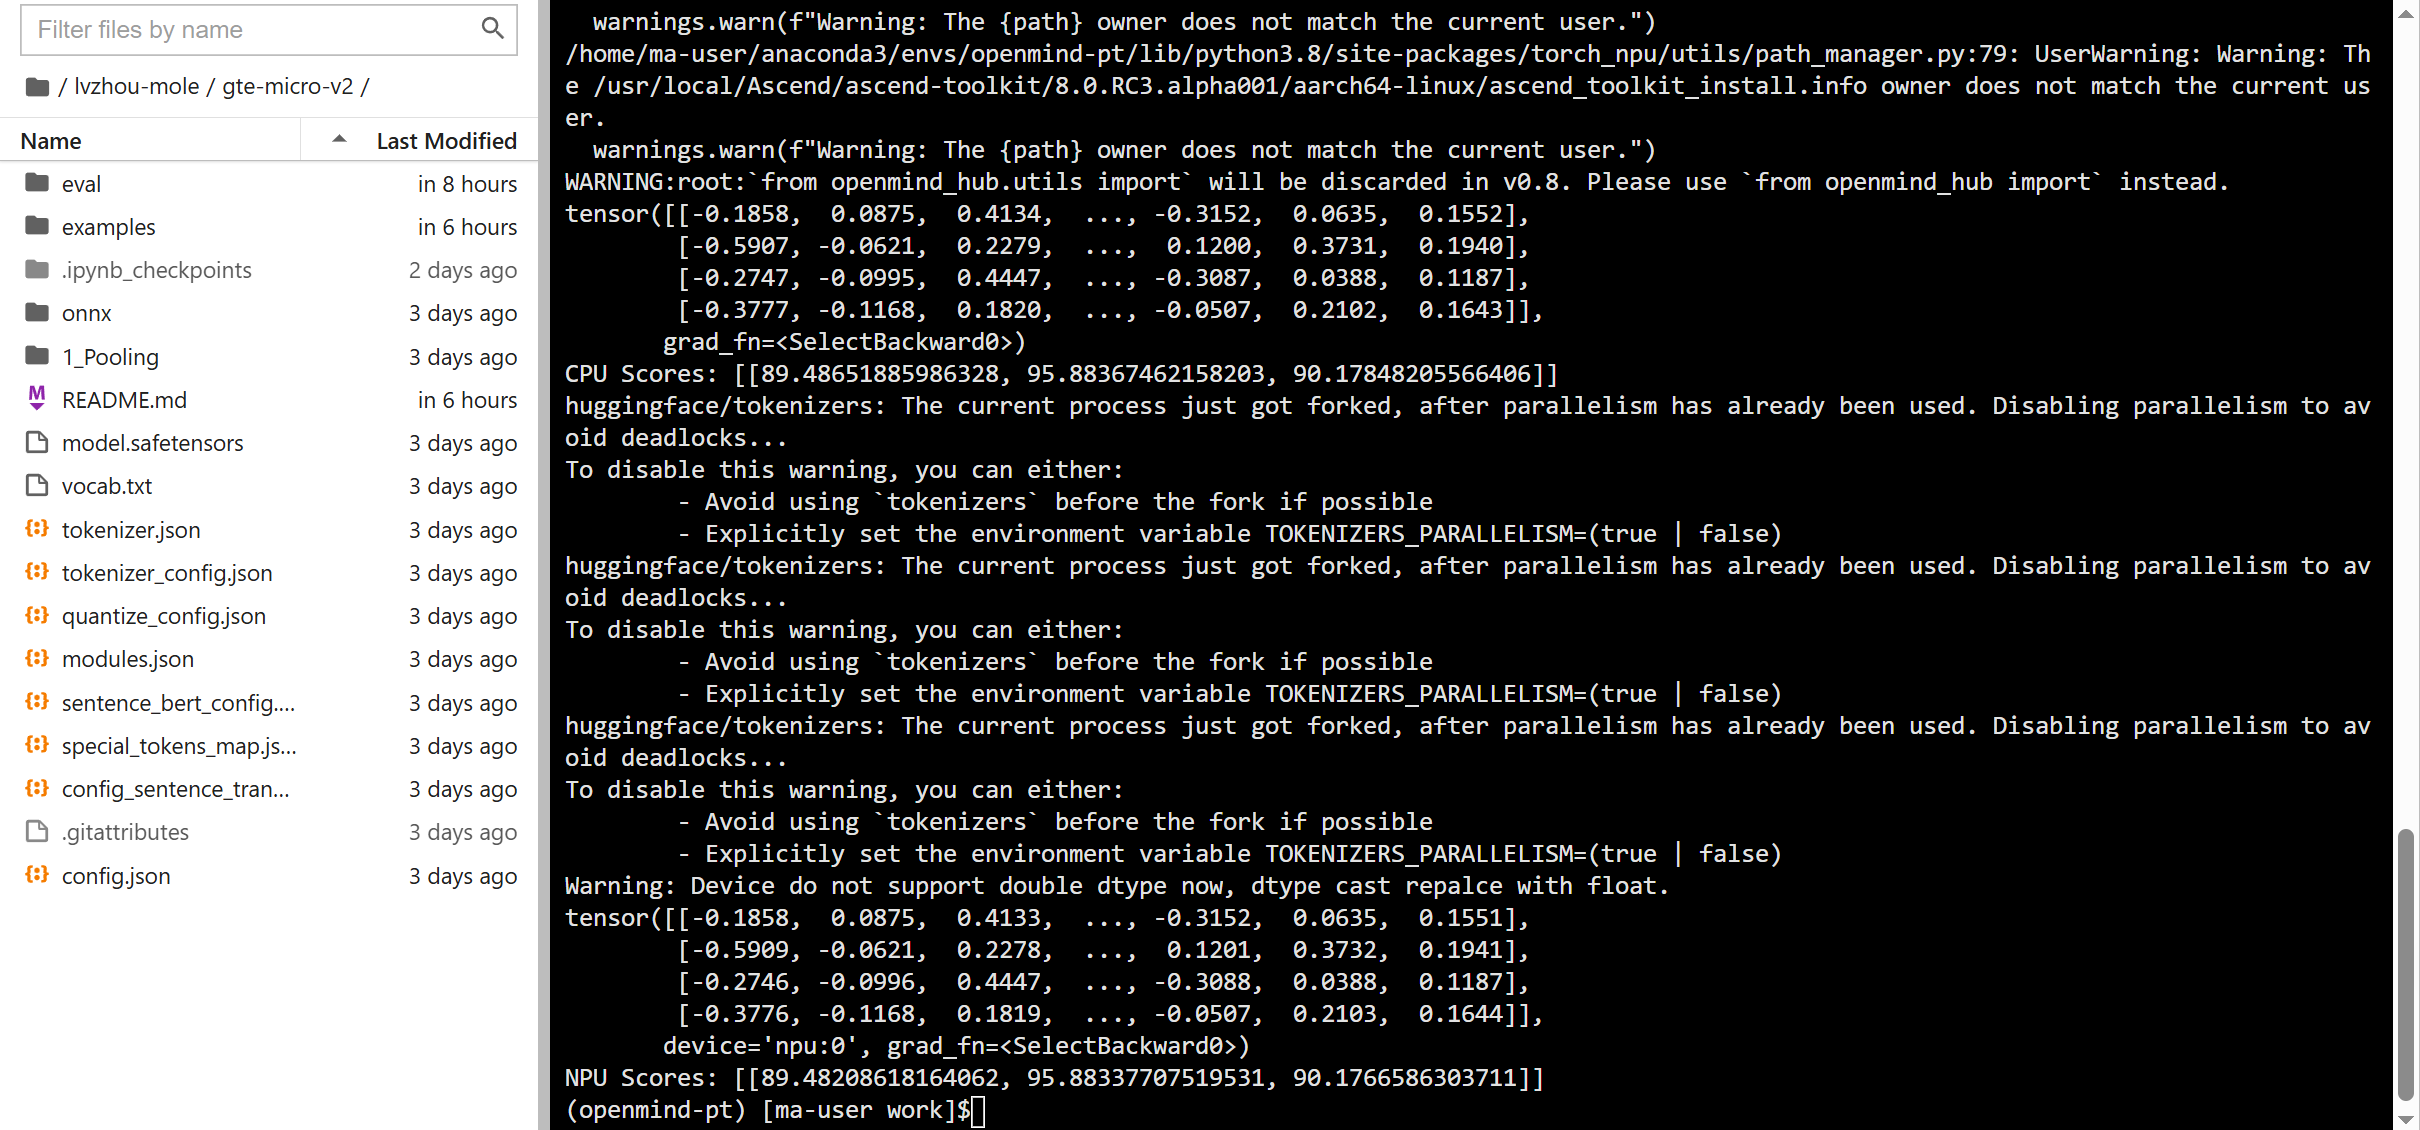 Filter files by name
/ lvzhou-mole / gte-micro-v2 /
Name Last Modified
eval in 8 hours
examples in 6 hours
.ipynb_checkpoints 2 days ago
onnx 3 days ago
1_Pooling 3 days ago
README.md in 6 hours
model.safetensors 3 days ago
vocab.txt 3 days ago
tokenizer.json 3 days ago
tokenizer_config.json 3 days ago
quantize_config.json 3 days ago
modules.json 3 days ago
sentence_bert_config.... 3 days ago
special_tokens_map.js... 3 days ago
config_sentence_tran... 3 days ago
.gitattributes 3 days ago
config.json 3 days ago
  warnings.warn(f"Warning: The {path} owner does not match the current user.")
/home/ma-user/anaconda3/envs/openmind-pt/lib/python3.8/site-packages/torch_npu/utils/path_manager.py:79: UserWarning: Warning: Th
e /usr/local/Ascend/ascend-toolkit/8.0.RC3.alpha001/aarch64-linux/ascend_toolkit_install.info owner does not match the current us
er.
  warnings.warn(f"Warning: The {path} owner does not match the current user.")
WARNING:root:`from openmind_hub.utils import` will be discarded in v0.8. Please use `from openmind_hub import` instead.
tensor([[-0.1858,  0.0875,  0.4134,  ..., -0.3152,  0.0635,  0.1552],
        [-0.5907, -0.0621,  0.2279,  ...,  0.1200,  0.3731,  0.1940],
        [-0.2747, -0.0995,  0.4447,  ..., -0.3087,  0.0388,  0.1187],
        [-0.3777, -0.1168,  0.1820,  ..., -0.0507,  0.2102,  0.1643]],
       grad_fn=<SelectBackward0>)
CPU Scores: [[89.48651885986328, 95.88367462158203, 90.17848205566406]]
huggingface/tokenizers: The current process just got forked, after parallelism has already been used. Disabling parallelism to av
oid deadlocks...
To disable this warning, you can either:
        - Avoid using `tokenizers` before the fork if possible
        - Explicitly set the environment variable TOKENIZERS_PARALLELISM=(true | false)
huggingface/tokenizers: The current process just got forked, after parallelism has already been used. Disabling parallelism to av
oid deadlocks...
To disable this warning, you can either:
        - Avoid using `tokenizers` before the fork if possible
        - Explicitly set the environment variable TOKENIZERS_PARALLELISM=(true | false)
huggingface/tokenizers: The current process just got forked, after parallelism has already been used. Disabling parallelism to av
oid deadlocks...
To disable this warning, you can either:
        - Avoid using `tokenizers` before the fork if possible
        - Explicitly set the environment variable TOKENIZERS_PARALLELISM=(true | false)
Warning: Device do not support double dtype now, dtype cast repalce with float.
tensor([[-0.1858,  0.0875,  0.4133,  ..., -0.3152,  0.0635,  0.1551],
        [-0.5909, -0.0621,  0.2278,  ...,  0.1201,  0.3732,  0.1941],
        [-0.2746, -0.0996,  0.4447,  ..., -0.3088,  0.0388,  0.1187],
        [-0.3776, -0.1168,  0.1819,  ..., -0.0507,  0.2103,  0.1644]],
       device='npu:0', grad_fn=<SelectBackward0>)
NPU Scores: [[89.48208618164062, 95.88337707519531, 90.1766586303711]]
(openmind-pt) [ma-user work]$